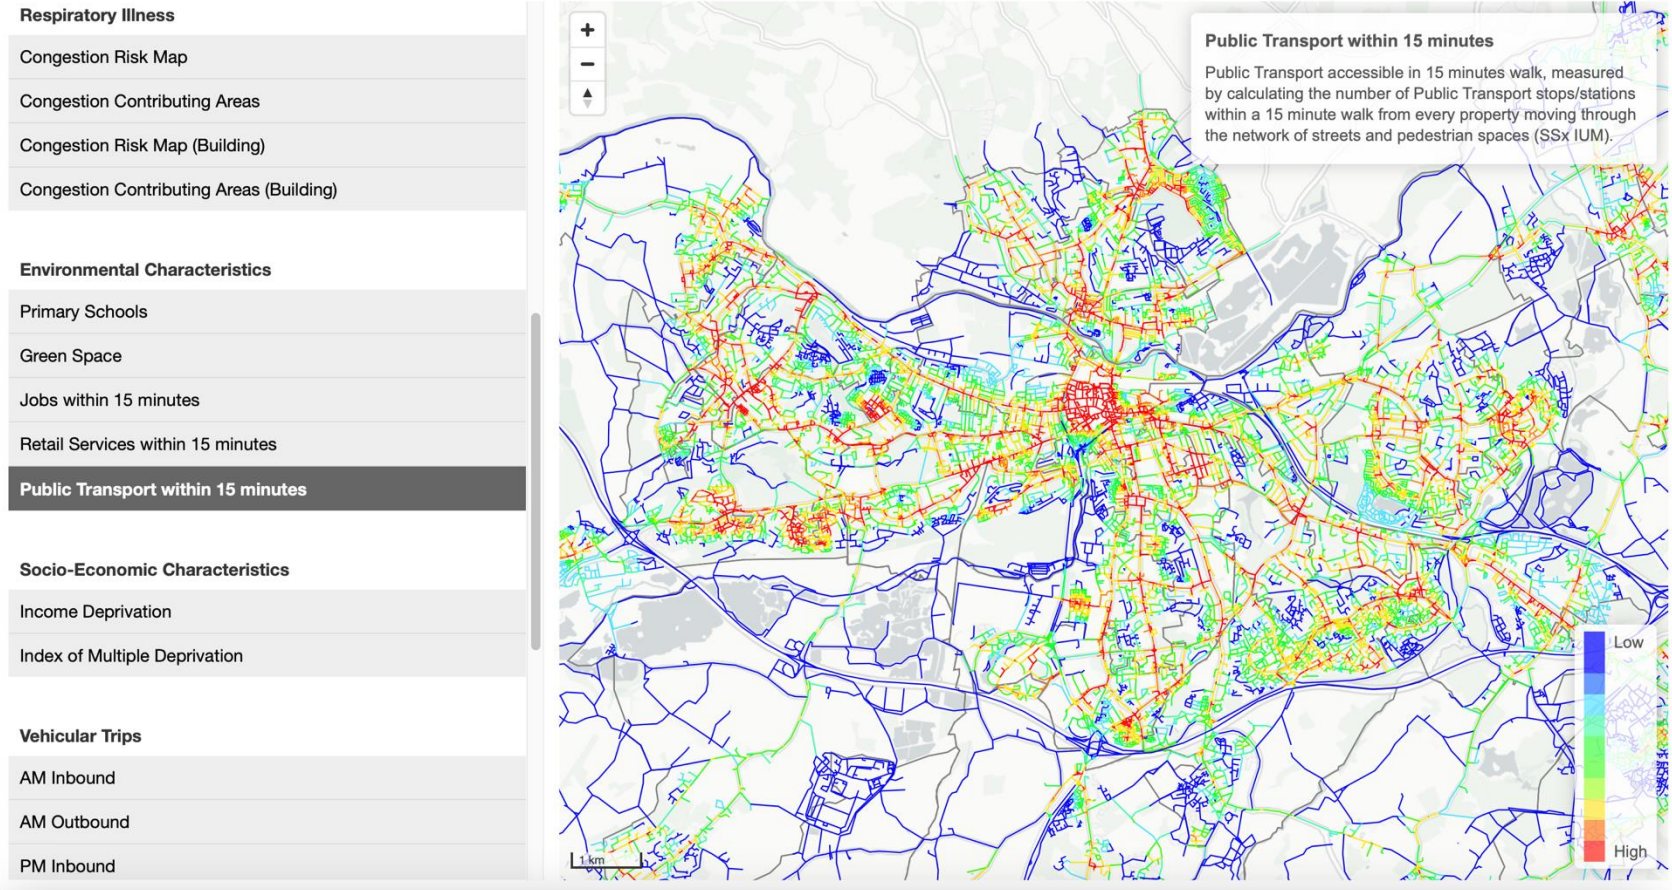 Respiratory Illness
Congestion Risk Map
Congestion Contributing Areas
Congestion Risk Map (Building)
Congestion Contributing Areas (Building)
Environmental Characteristics
Primary Schools
Green Space
Jobs within 15 minutes
Retail Services within 15 minutes
Public Transport within 15 minutes
Socio-Economic Characteristics
Income Deprivation
Index of Multiple Deprivation
Vehicular Trips
AM Inbound
AM Outbound
PM Inbound
+
−
Public Transport within 15 minutes
Public Transport accessible in 15 minutes walk, measured
by calculating the number of Public Transport stops/stations
within a 15 minute walk from every property moving through
the network of streets and pedestrian spaces (SSx IUM).
Low
High
1 km